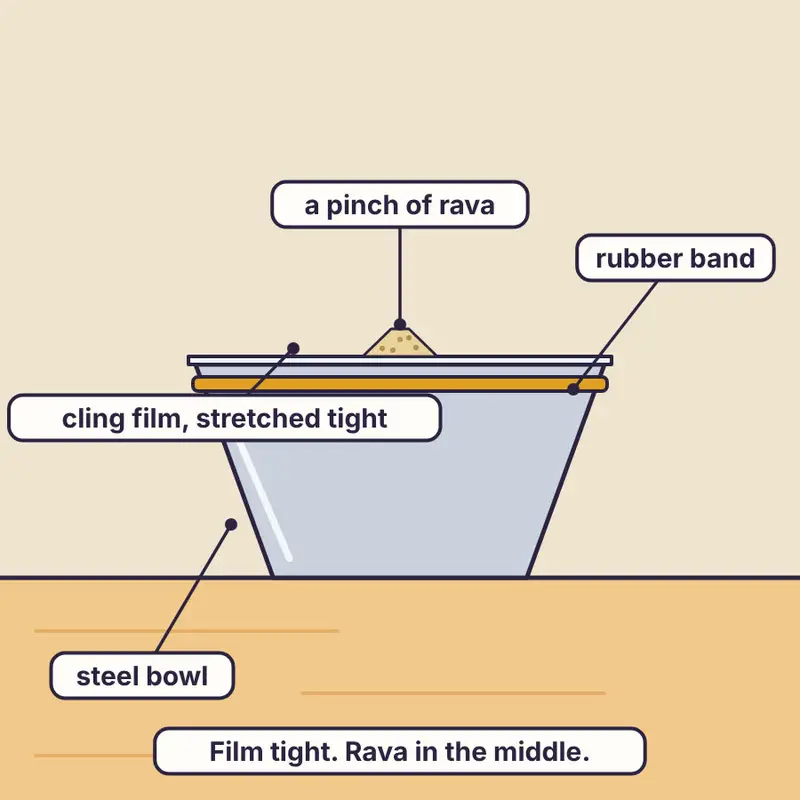 a pinch of rava
rubber band
cling film, stretched tight
steel bowl
Film tight. Rava in the middle.